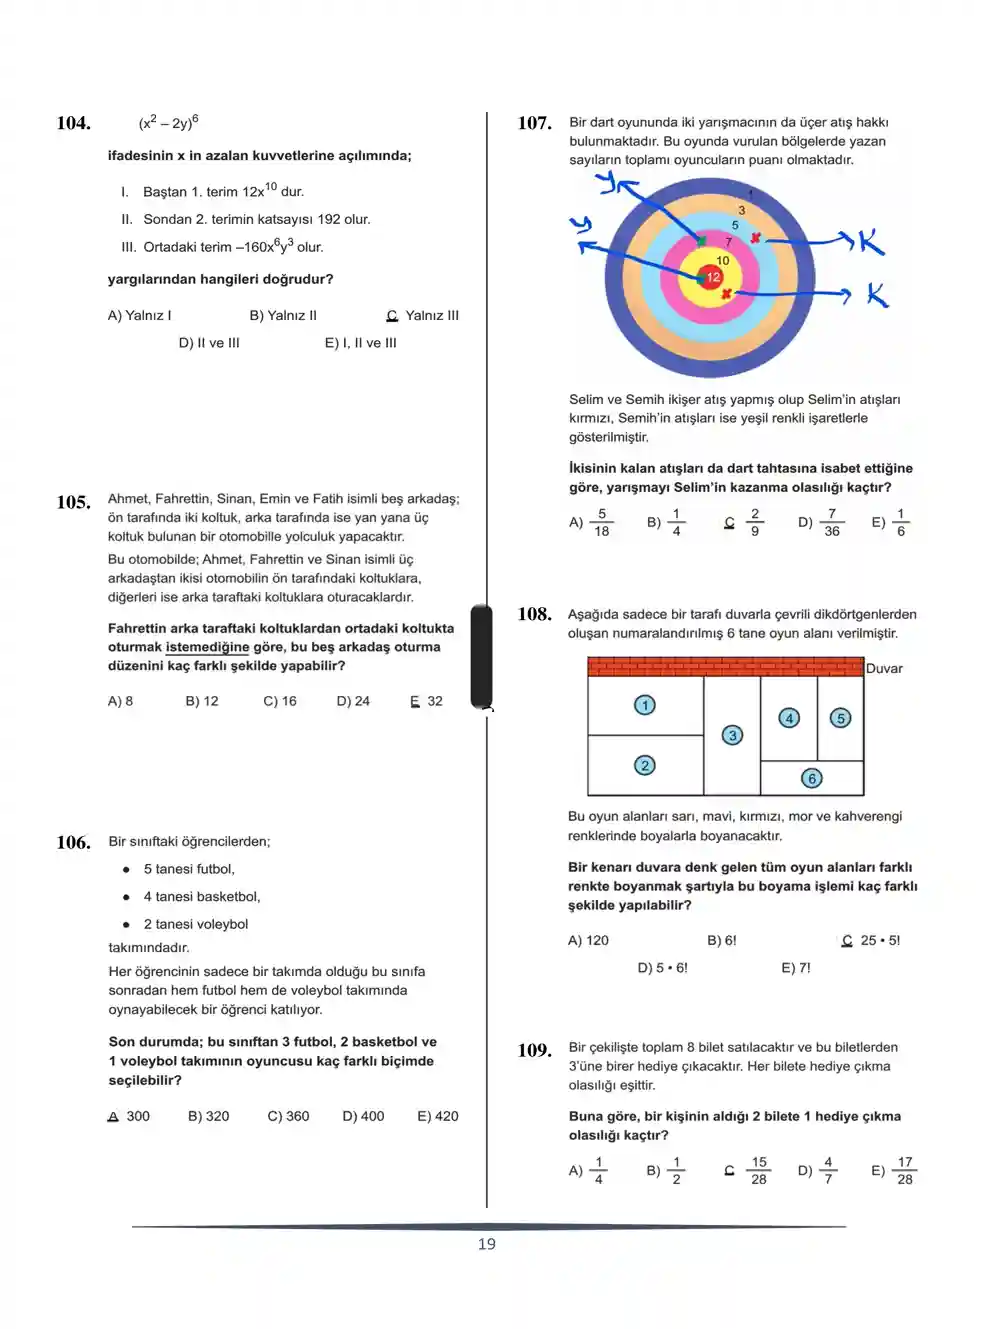 104. (x² – 2y)⁶
ifadesinin x in azalan kuvvetlerine açılımında;
I. Baştan 1. terim 12x¹⁰ dur.
II. Sondan 2. terimin katsayısı 192 olur.
III. Ortadaki terim –160x⁶y³ olur.
yargılarından hangileri doğrudur?
A) Yalnız I B) Yalnız II C Yalnız III
D) II ve III E) I, II ve III
105. Ahmet, Fahrettin, Sinan, Emin ve Fatih isimli beş arkadaş;
ön tarafında iki koltuk, arka tarafında ise yan yana üç
koltuk bulunan bir otomobille yolculuk yapacaktır.
Bu otomobilde; Ahmet, Fahrettin ve Sinan isimli üç
arkadaştan ikisi otomobilin ön tarafındaki koltuklara,
diğerleri ise arka taraftaki koltuklara oturacaklardır.
Fahrettin arka taraftaki koltuklardan ortadaki koltukta
oturmak istemediğine göre, bu beş arkadaş oturma
düzenini kaç farklı şekilde yapabilir?
A) 8 B) 12 C) 16 D) 24 E 32
106. Bir sınıftaki öğrencilerden;
• 5 tanesi futbol,
• 4 tanesi basketbol,
• 2 tanesi voleybol
takımındadır.
Her öğrencinin sadece bir takımda olduğu bu sınıfa
sonradan hem futbol hem de voleybol takımında
oynayabilecek bir öğrenci katılıyor.
Son durumda; bu sınıftan 3 futbol, 2 basketbol ve
1 voleybol takımının oyuncusu kaç farklı biçimde
seçilebilir?
A 300 B) 320 C) 360 D) 400 E) 420
107. Bir dart oyununda iki yarışmacının da üçer atış hakkı
bulunmaktadır. Bu oyunda vurulan bölgelerde yazan
sayıların toplamı oyuncuların puanı olmaktadır.
y
1
3
y
5
7
K
10
12
K
Selim ve Semih ikişer atış yapmış olup Selim'in atışları
kırmızı, Semih'in atışları ise yeşil renkli işaretlerle
gösterilmiştir.
İkisinin kalan atışları da dart tahtasına isabet ettiğine
göre, yarışmayı Selim'in kazanma olasılığı kaçtır?
A) 5/18 B) 1/4 C 2/9 D) 7/36 E) 1/6
108. Aşağıda sadece bir tarafı duvarla çevrili dikdörtgenlerden
oluşan numaralandırılmış 6 tane oyun alanı verilmiştir.
Duvar
1
4
5
3
2
6
Bu oyun alanları sarı, mavi, kırmızı, mor ve kahverengi
renklerinde boyalarla boyanacaktır.
Bir kenarı duvara denk gelen tüm oyun alanları farklı
renkte boyanmak şartıyla bu boyama işlemi kaç farklı
şekilde yapılabilir?
A) 120 B) 6! C 25 • 5!
D) 5 • 6! E) 7!
109. Bir çekilişte toplam 8 bilet satılacaktır ve bu biletlerden
3'üne birer hediye çıkacaktır. Her bilete hediye çıkma
olasılığı eşittir.
Buna göre, bir kişinin aldığı 2 bilete 1 hediye çıkma
olasılığı kaçtır?
A) 1/4 B) 1/2 C 15/28 D) 4/7 E) 17/28
19